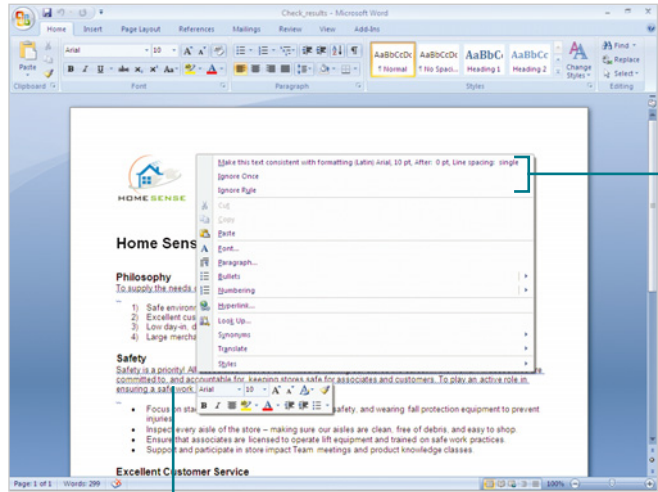 Check_results - Microsoft Word
Home Insert Page Layout References Mailings Review View Add-Ins
Arial 10
Paste
B I U abc
Clipboard Font Paragraph Styles Editing
AaBbCcDc AaBbCcDc AaBbC AaBbCc
¶ Normal ¶ No Spaci... Heading 1 Heading 2
Change Styles
Find
Replace
Select
HOMESENSE
Make this text consistent with formatting (Latin) Arial, 10 pt, After: 0 pt, Line spacing: single
Ignore Once
Ignore Rule
Cut
Copy
Paste
Font...
Paragraph...
Bullets
Numbering
Hyperlink...
Look Up...
Synonyms
Translate
Styles
Home Sens
Philosophy
To supply the needs
1) Safe environ
2) Excellent cus
3) Low day-in, d
4) Large mercha
Safety
Safety is a priority! Al
committed to, and accountable for, keeping stores safe for associates and customers. To play an active role in
ensuring a safe work
Arial 10
B I
• Focus on sta safety, and wearing fall protection equipment to prevent
injuries.
• Inspect every aisle of the store – making sure our aisles are clean, free of debris, and easy to shop.
• Ensure that associates are licensed to operate lift equipment and trained on safe work practices.
• Support and participate in store impact Team meetings and product knowledge classes.
Excellent Customer Service
Page: 1 of 1 Words: 299 100%